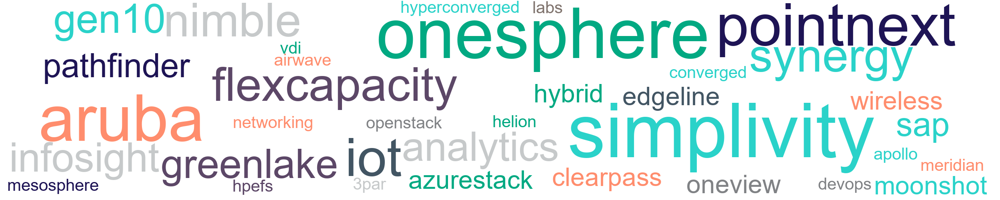 gen10
nimble
hyperconverged
labs
onesphere
pointnext
vdi
airwave
pathfinder
flexcapacity
synergy
converged
hybrid
edgeline
wireless
aruba
networking
openstack
helion
simplivity
sap
infosight
greenlake
iot
analytics
apollo
meridian
mesosphere
hpefs
3par
azurestack
clearpass
oneview
devops
moonshot